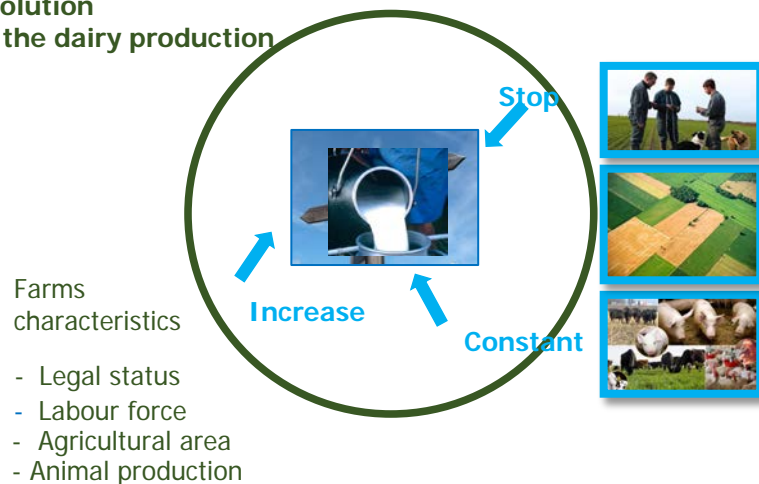 olution
the dairy production
Stop
Increase
Constant
Farms
characteristics
- Legal status
- Labour force
- Agricultural area
- Animal production